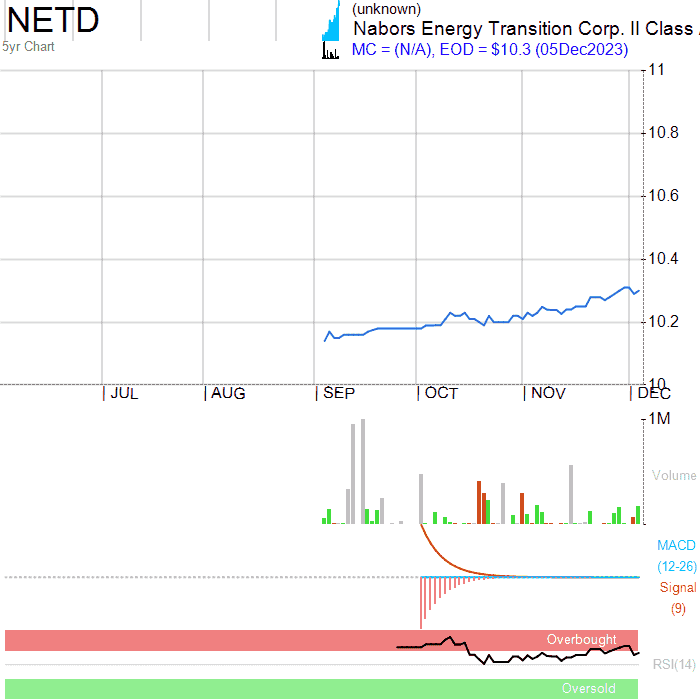 NETD
(unknown)
Nabors Energy Transition Corp. II Class
5yr Chart
MC = (N/A), EOD = $10.3 (05Dec2023)
11
10.8
10.6
10.4
10.2
10
JUL AUG SEP OCT NOV DEC
1M
Volume
MACD
(12-26)
Signal
(9)
Overbought
RSI(14)
Oversold